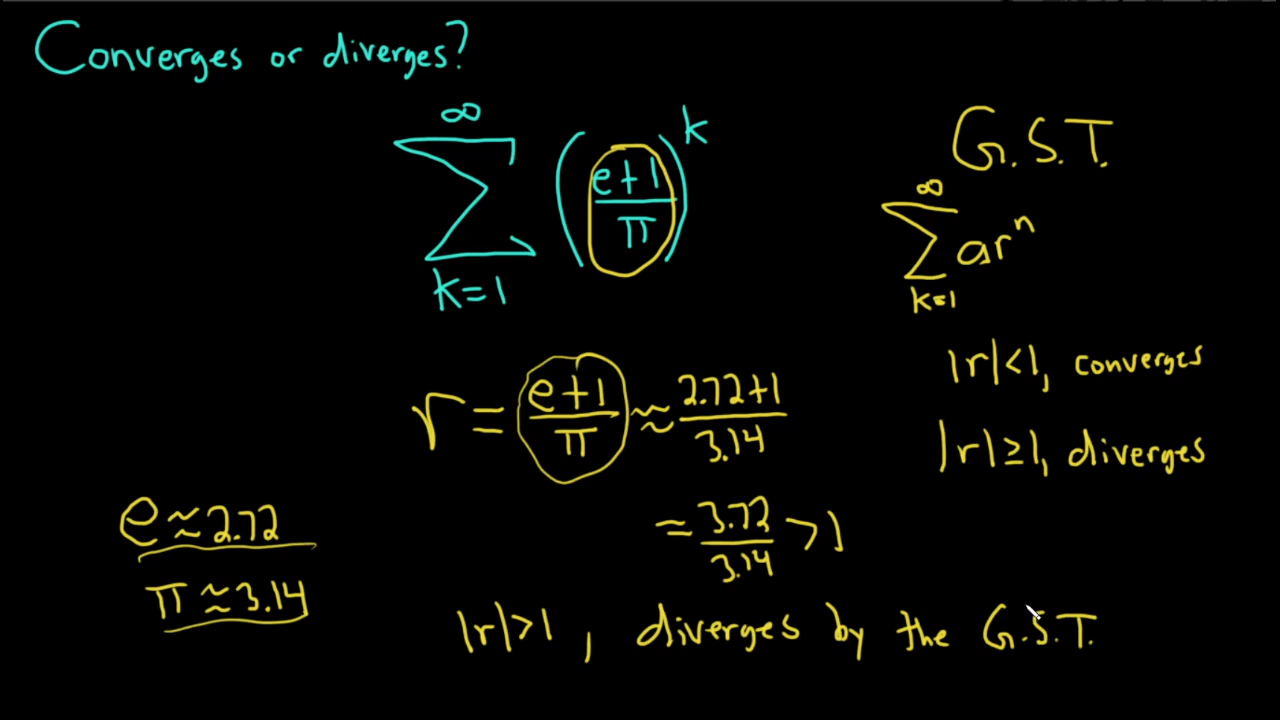 Converges or diverges?
∞
∑ ((e+1)/π)^k
k=1
G.S.T.
∞
∑ ar^n
k=1
|r|<1, converges
|r|≥1, diverges
r = (e+1)/π ≈ (2.72+1)/3.14
= 3.72/3.14 > 1
e ≈ 2.72
π ≈ 3.14
|r|>1, diverges by the G.S.T.